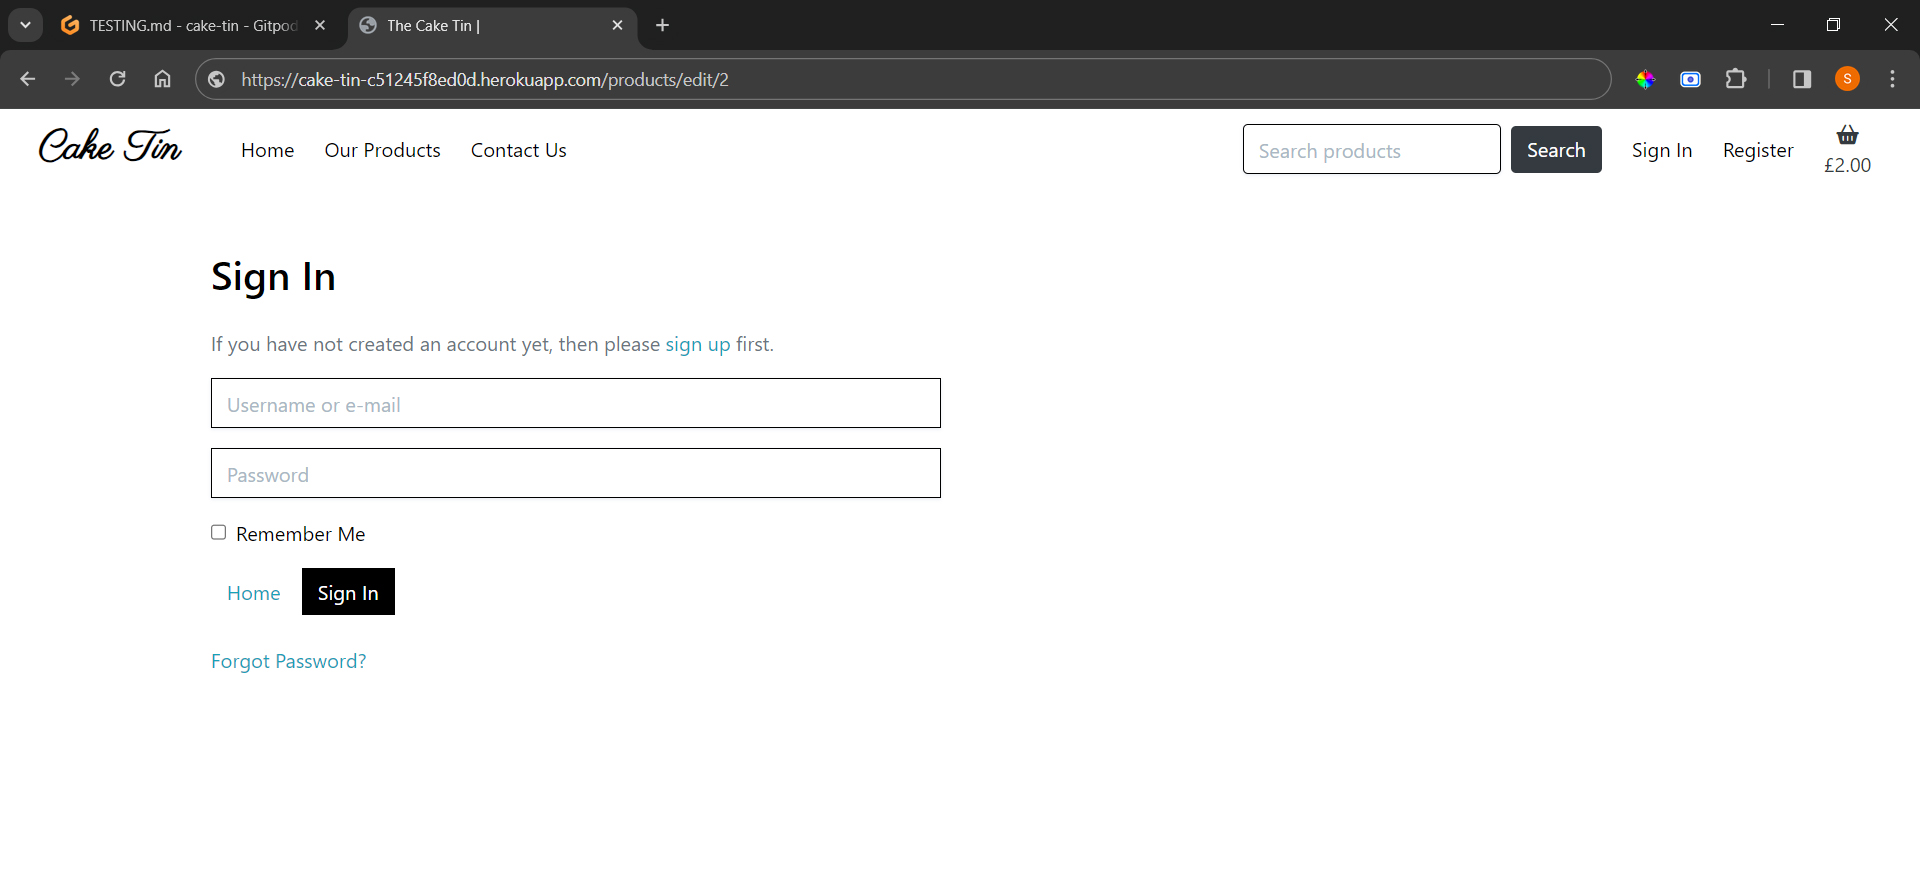 TESTING.md - cake-tin - Gitpod
The Cake Tin |
https://cake-tin-c51245f8ed0d.herokuapp.com/products/edit/2
S
Cake Tin
Home
Our Products
Contact Us
Search products
Search
Sign In
Register
£2.00
Sign In
If you have not created an account yet, then please sign up first.
Username or e-mail
Password
Remember Me
Home
Sign In
Forgot Password?